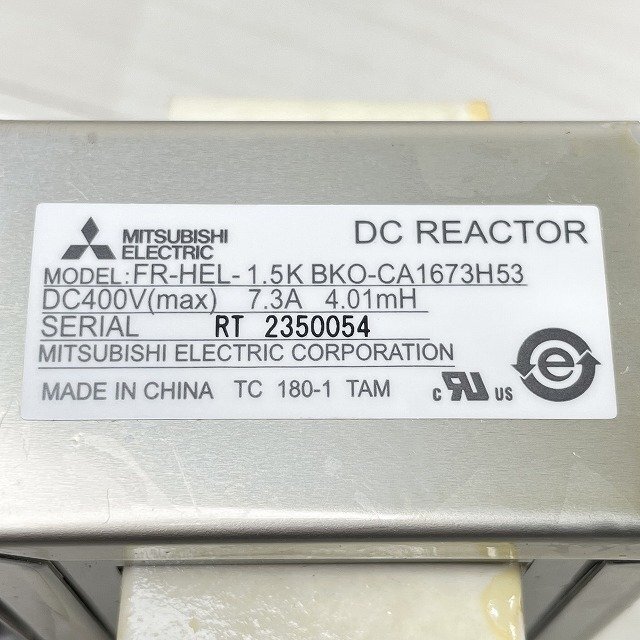 MITSUBISHI
ELECTRIC
DC REACTOR
MODEL:FR-HEL-1.5K BKO-CA1673H53
DC400V(max) 7.3A 4.01mH
SERIAL RT 2350054
MITSUBISHI ELECTRIC CORPORATION
MADE IN CHINA TC 180-1 TAM
c RU US
e